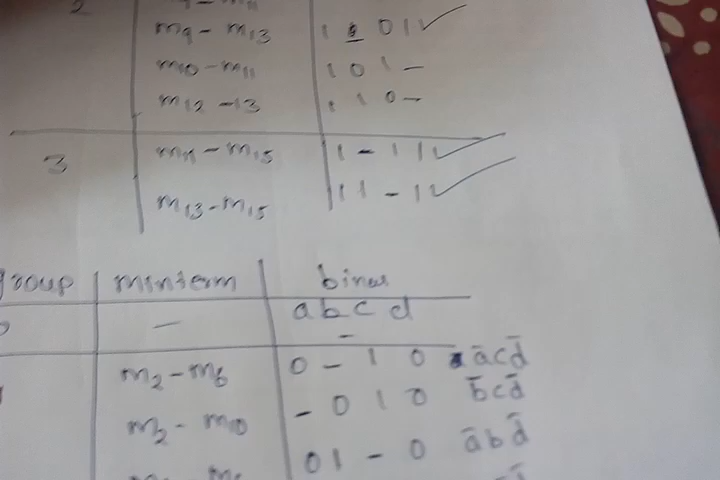 2
m9 - m13 1 - 0 1 ✓
m10 - m11 1 0 1 -
m12 - 13 1 1 0 -
3 m11 - m15 1 - 1 1 ✓
m13 - m15 1 1 - 1 ✓
group minterm
a b c d
- -
m2 - m6 0 - 1 0 āc d̄
m2 - m10 - 0 1 0 b̄c d̄
0 1 - 0 āb d̄